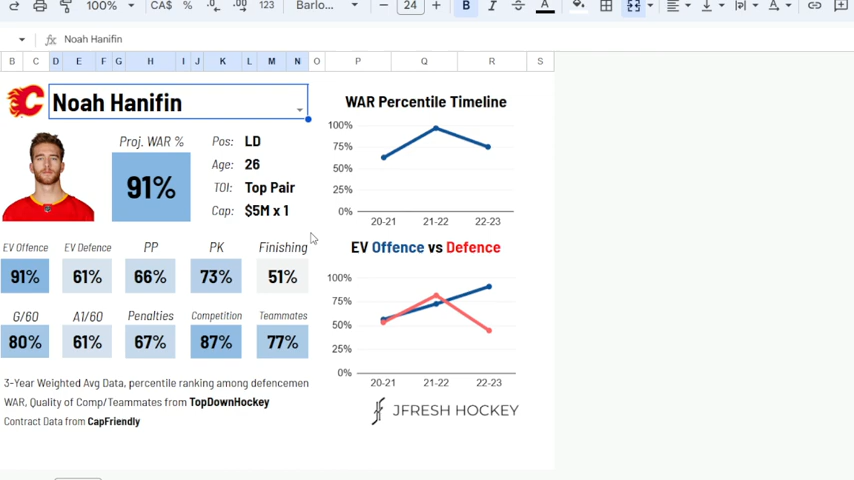 100% CA$ % .0 .00 123 Barlo... 24 B I S A
fx Noah Hanifin
B C D E F G H I J K L M N O P Q R S
Noah Hanifin
Proj. WAR %
91%
Pos: LD
Age: 26
TOI: Top Pair
Cap: $5M x 1
WAR Percentile Timeline
100%
75%
50%
25%
0%
20-21 21-22 22-23
EV Offence EV Defence PP PK Finishing
91% 61% 66% 73% 51%
G/60 A1/60 Penalties Competition Teammates
80% 61% 67% 87% 77%
EV Offence vs Defence
100%
75%
50%
25%
0%
20-21 21-22 22-23
3-Year Weighted Avg Data, percentile ranking among defencemen
WAR, Quality of Comp/Teammates from TopDownHockey
Contract Data from CapFriendly
JFRESH HOCKEY